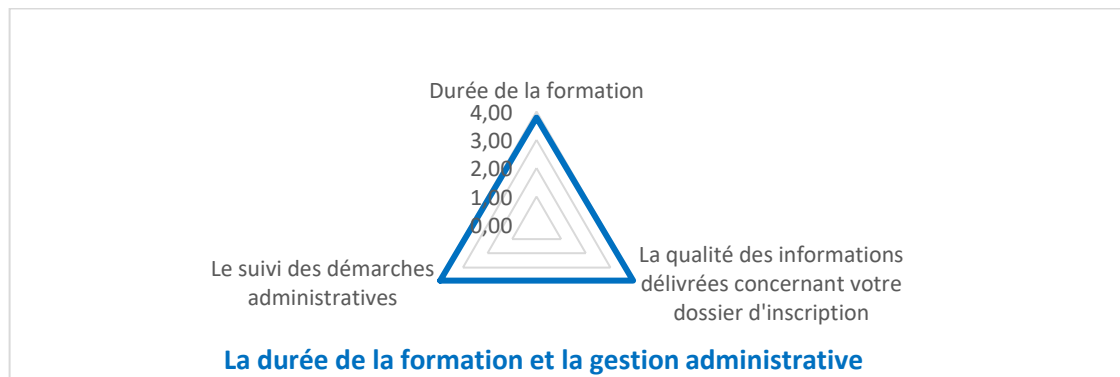 Durée de la formation
4,00
3,00
2,00
1,00
0,00
Le suivi des démarches
administratives
La qualité des informations
délivrées concernant votre
dossier d'inscription
La durée de la formation et la gestion administrative